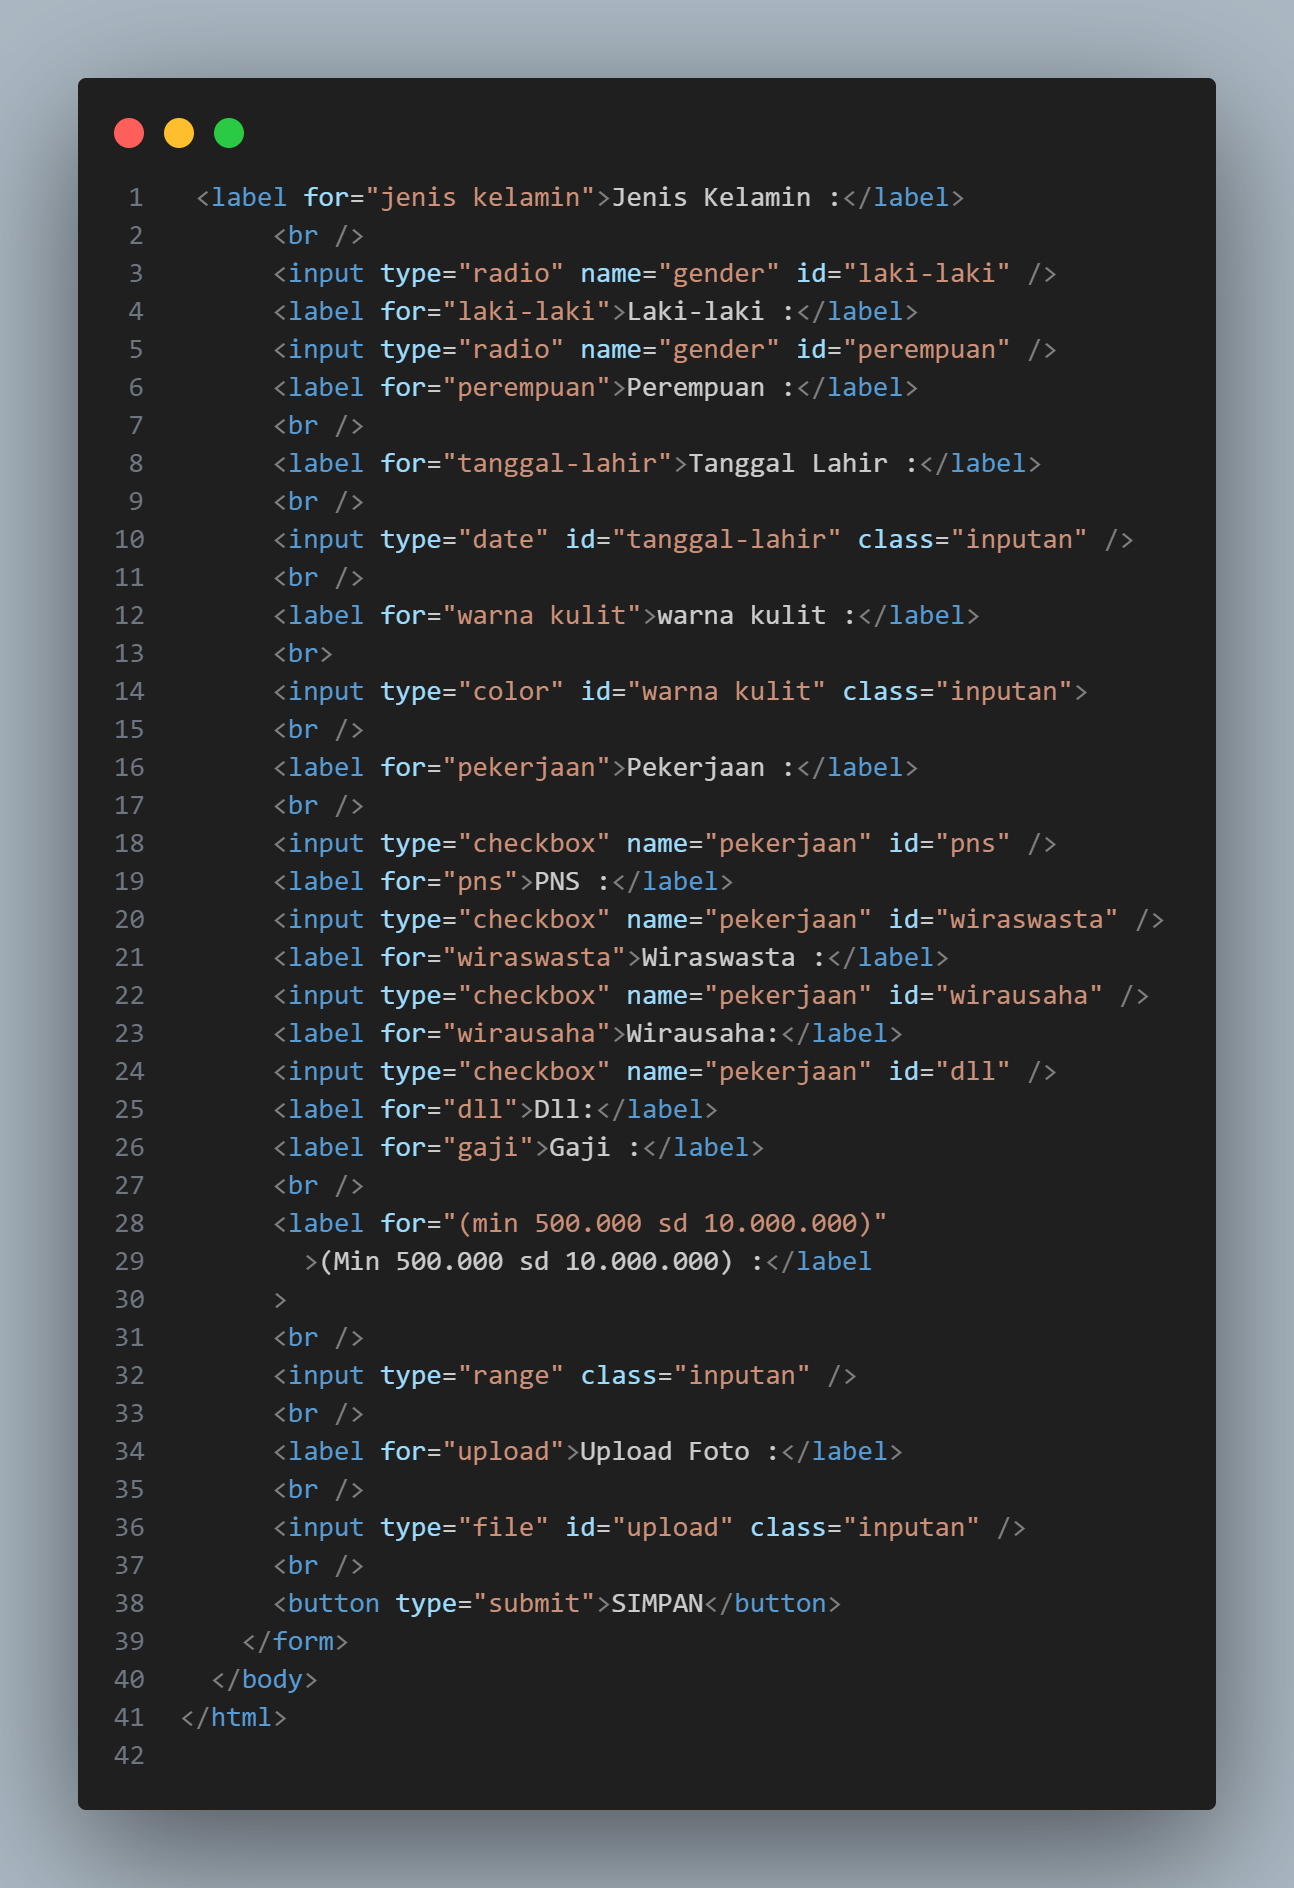 1 <label for="jenis kelamin">Jenis Kelamin :</label>
2 <br />
3 <input type="radio" name="gender" id="laki-laki" />
4 <label for="laki-laki">Laki-laki :</label>
5 <input type="radio" name="gender" id="perempuan" />
6 <label for="perempuan">Perempuan :</label>
7 <br />
8 <label for="tanggal-lahir">Tanggal Lahir :</label>
9 <br />
10 <input type="date" id="tanggal-lahir" class="inputan" />
11 <br />
12 <label for="warna kulit">warna kulit :</label>
13 <br>
14 <input type="color" id="warna kulit" class="inputan">
15 <br />
16 <label for="pekerjaan">Pekerjaan :</label>
17 <br />
18 <input type="checkbox" name="pekerjaan" id="pns" />
19 <label for="pns">PNS :</label>
20 <input type="checkbox" name="pekerjaan" id="wiraswasta" />
21 <label for="wiraswasta">Wiraswasta :</label>
22 <input type="checkbox" name="pekerjaan" id="wirausaha" />
23 <label for="wirausaha">Wirausaha:</label>
24 <input type="checkbox" name="pekerjaan" id="dll" />
25 <label for="dll">Dll:</label>
26 <label for="gaji">Gaji :</label>
27 <br />
28 <label for="(min 500.000 sd 10.000.000)"
29 >(Min 500.000 sd 10.000.000) :</label
30 >
31 <br />
32 <input type="range" class="inputan" />
33 <br />
34 <label for="upload">Upload Foto :</label>
35 <br />
36 <input type="file" id="upload" class="inputan" />
37 <br />
38 <button type="submit">SIMPAN</button>
39 </form>
40 </body>
41 </html>
42